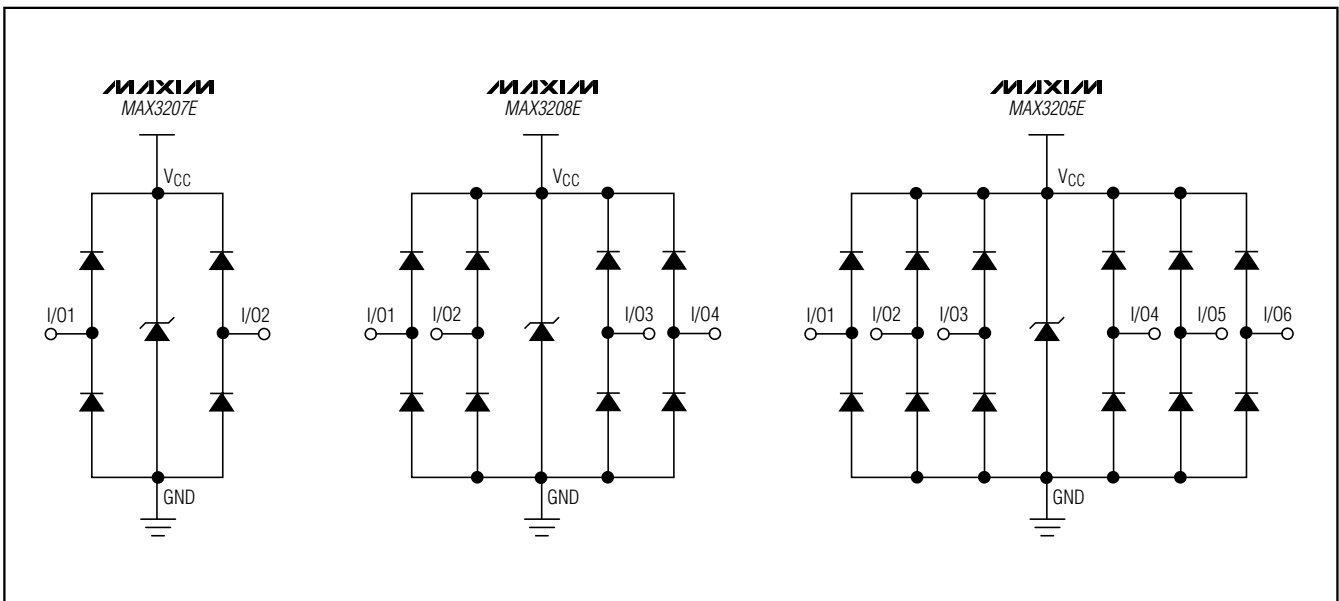 MAXIM
MAX3207E
VCC
I/O1
I/O2
GND
MAXIM
MAX3208E
VCC
I/O1
I/O2
I/O3
I/O4
GND
MAXIM
MAX3205E
VCC
I/O1
I/O2
I/O3
I/O4
I/O5
I/O6
GND